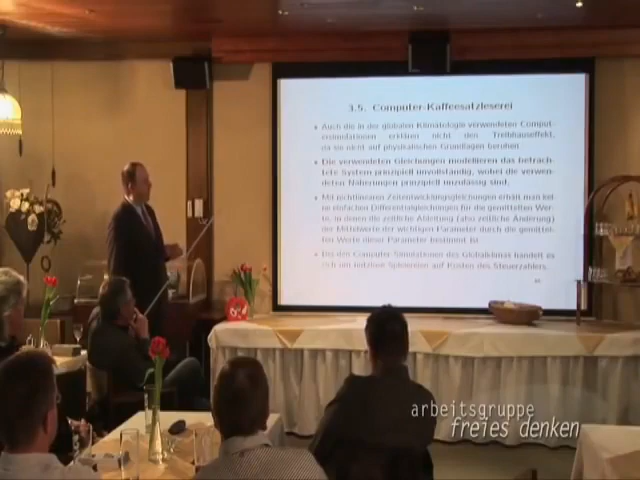 3.5. Computer-Kaffeesatzleserei
• Auch die in der globalen Klimatologie verwendeten Comput-
ersimulationen erklären nicht den Treibhauseffekt,
da sie nicht auf physikalischen Grundlagen beruhen.
• Die verwendeten Gleichungen modellieren das betrach-
tete System prinzipiell unvollständig, wobei die verwen-
deten Näherungen prinzipiell unzulässig sind.
• Mit nichtlinearen Zeitentwicklungsgleichungen erhält man kei-
ne einfachen Differentialgleichungen für die gemittelten Wer-
te, in denen die zeitliche Ableitung (also zeitliche Änderung)
der Mittelwerte der wichtigen Parameter durch die gemittel-
ten Werte dieser Parameter bestimmt ist.
• Bei den Computer-Simulationen des Globalklimas handelt es
sich um nutzlose Spielereien auf Kosten des Steuerzahlers.
arbeitsgruppe
freies denken